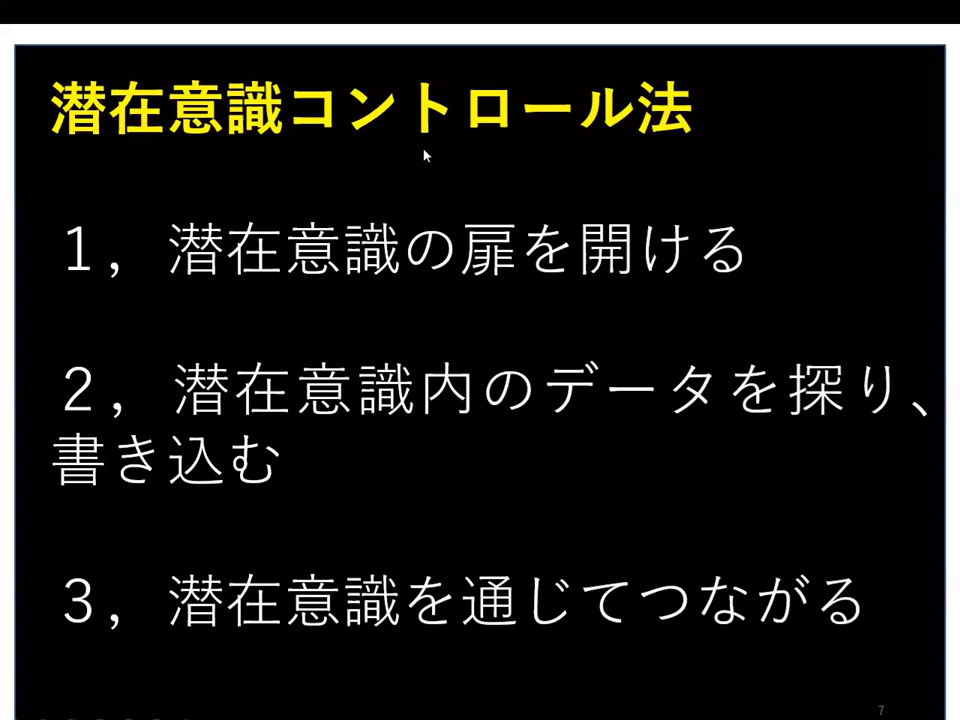 潜在意識コントロール法
１， 潜在意識の扉を開ける
２， 潜在意識内のデータを探り、
書き込む
３， 潜在意識を通じてつながる
7